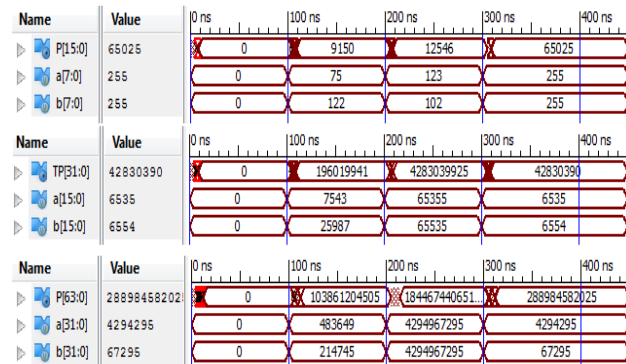 Name Value 0 ns 100 ns 200 ns 300 ns 400 ns
P[15:0] 65025 0 9150 12546 65025
a[7:0] 255 0 75 123 255
b[7:0] 255 0 122 102 255
Name Value 0 ns 100 ns 200 ns 300 ns 400 ns
TP[31:0] 42830390 0 196019941 4283039925 42830390
a[15:0] 6535 0 7543 65355 6535
b[15:0] 6554 0 25987 65535 6554
Name Value 0 ns 100 ns 200 ns 300 ns 400 ns
P[63:0] 288984582025 0 103861204505 184467440651... 288984582025
a[31:0] 4294295 0 483649 4294967295 4294295
b[31:0] 67295 0 214745 4294967295 67295